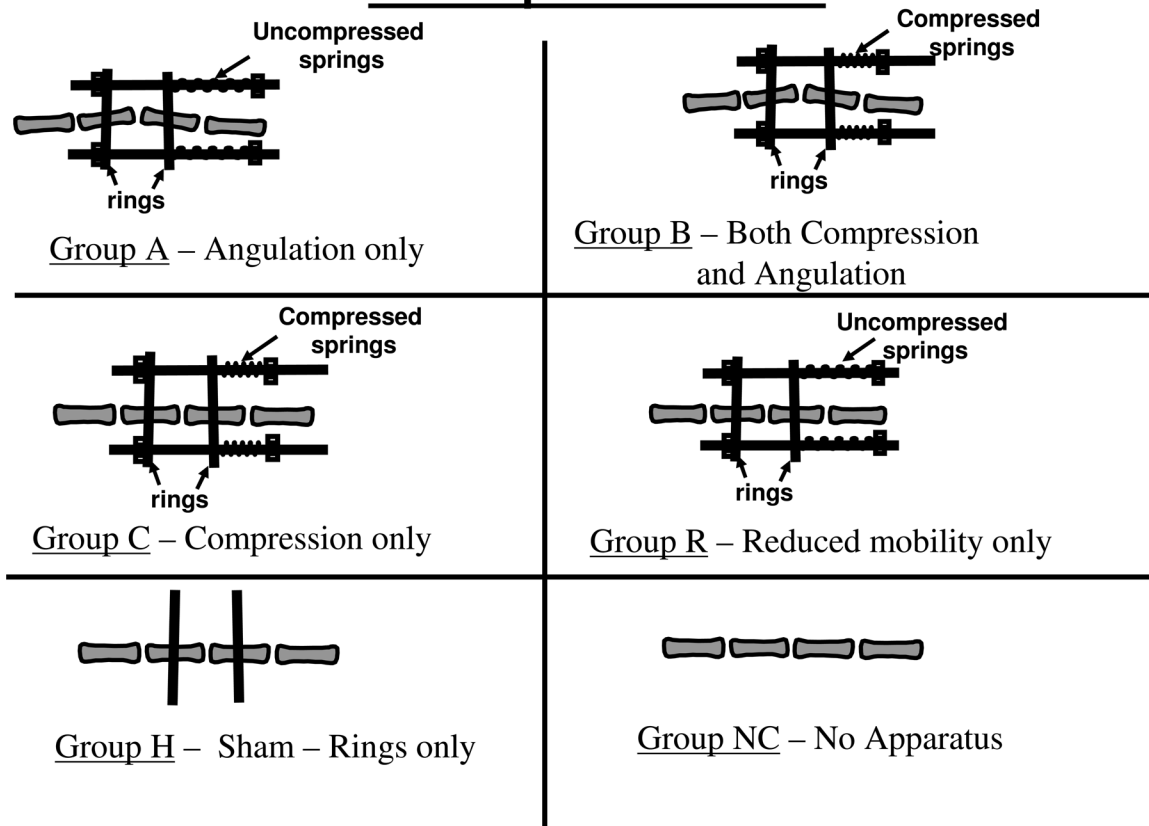 Uncompressed
springs
rings
Group A – Angulation only
Compressed
springs
rings
Group B – Both Compression
and Angulation
Compressed
springs
rings
Group C – Compression only
Uncompressed
springs
rings
Group R – Reduced mobility only
Group H – Sham – Rings only
Group NC – No Apparatus